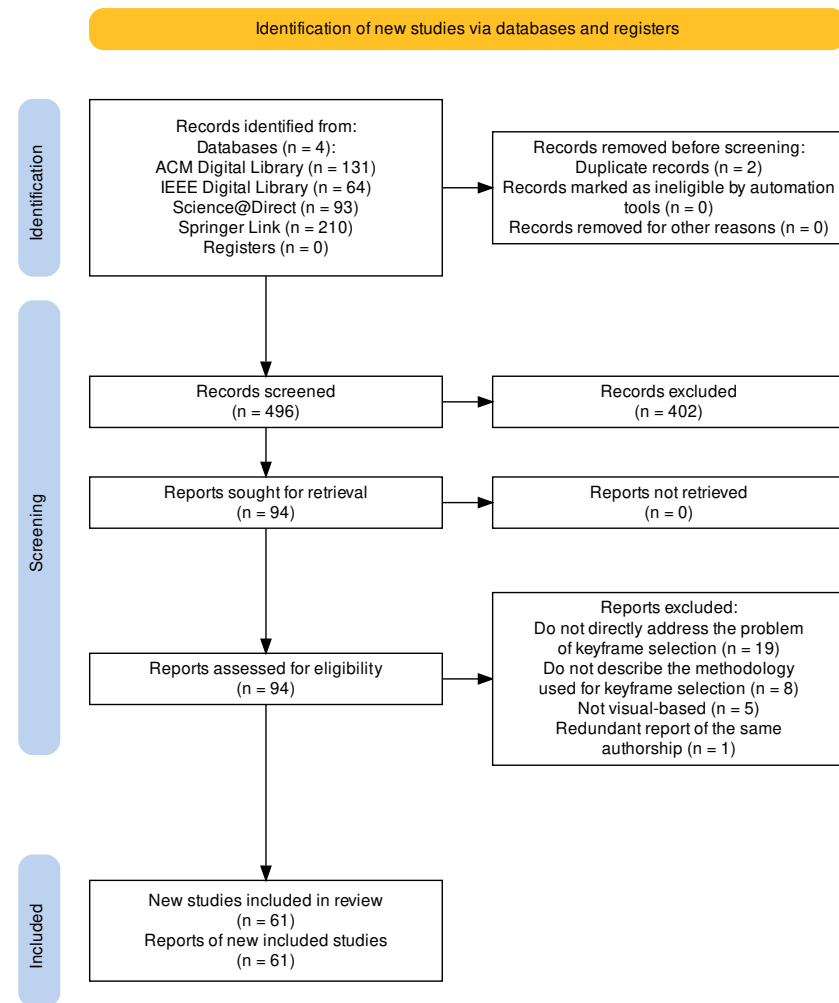 Identification of new studies via databases and registers
Identification
Records identified from:
Databases (n = 4):
ACM Digital Library (n = 131)
IEEE Digital Library (n = 64)
Science@Direct (n = 93)
Springer Link (n = 210)
Registers (n = 0)
Records removed before screening:
Duplicate records (n = 2)
Records marked as ineligible by automation
tools (n = 0)
Records removed for other reasons (n = 0)
Screening
Records screened
(n = 496)
Records excluded
(n = 402)
Reports sought for retrieval
(n = 94)
Reports not retrieved
(n = 0)
Reports assessed for eligibility
(n = 94)
Reports excluded:
Do not directly address the problem
of keyframe selection (n = 19)
Do not describe the methodology
used for keyframe selection (n = 8)
Not visual-based (n = 5)
Redundant report of the same
authorship (n = 1)
Included
New studies included in review
(n = 61)
Reports of new included studies
(n = 61)